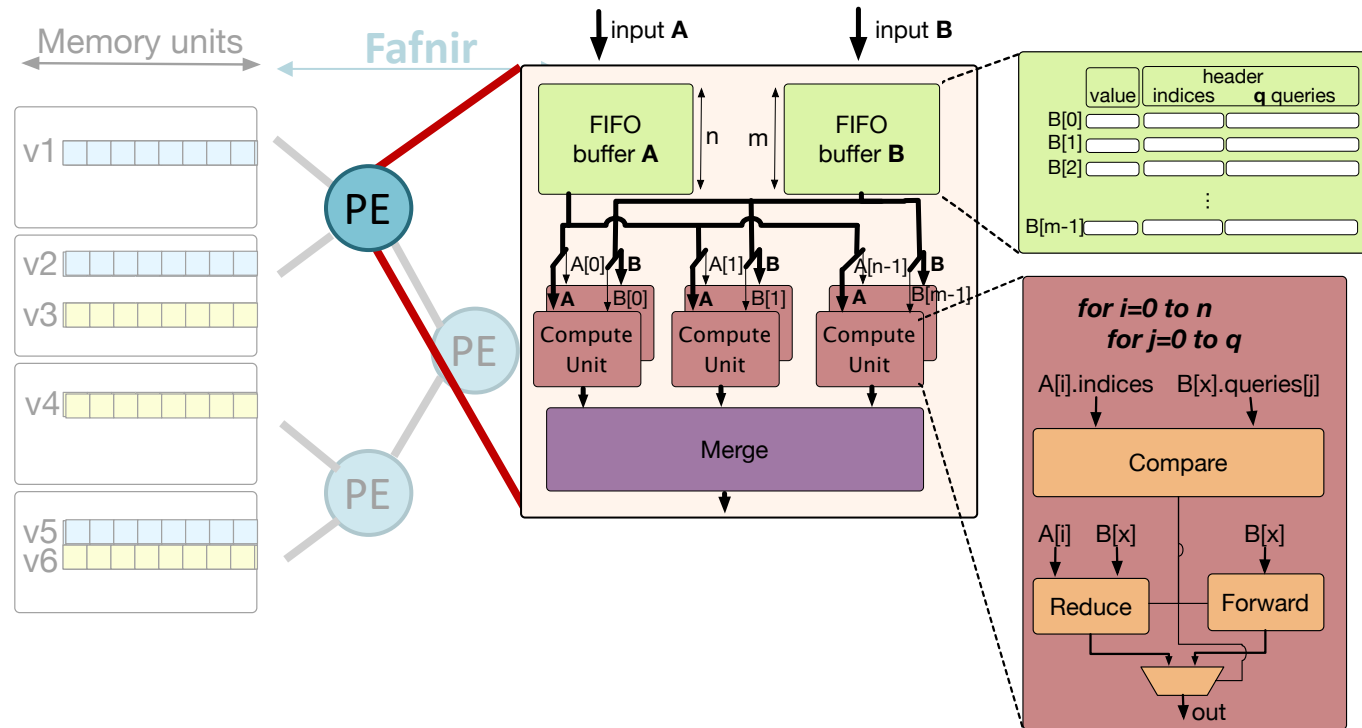 Memory units
Fafnir
v1
v2
v3
v4
v5
v6
PE
PE
PE
input A
input B
FIFO
buffer A
n
m
FIFO
buffer B
A[0]
B
A[1]
B
A[n-1]
B
A
B[0]
A
B[1]
A
B[m-1]
Compute
Unit
Compute
Unit
Compute
Unit
Merge
header
value
indices
q queries
B[0]
B[1]
B[2]
⋮
B[m-1]
for i=0 to n
for j=0 to q
A[i].indices
B[x].queries[j]
Compare
A[i]
B[x]
B[x]
Reduce
Forward
out